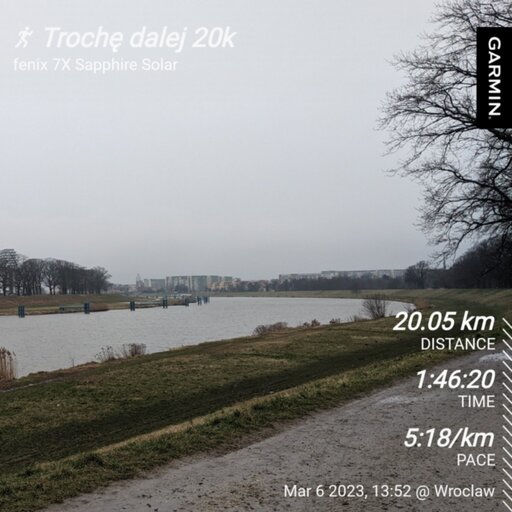 Trochę dalej 20k
fenix 7X Sapphire Solar
GARMIN.
20.05 km
DISTANCE
1:46:20
TIME
5:18/km
PACE
Mar 6 2023, 13:52 @ Wroclaw